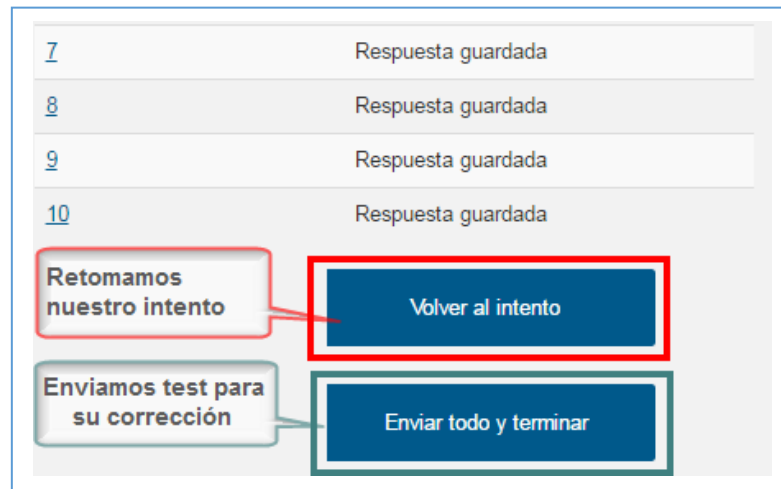 7 Respuesta guardada
8 Respuesta guardada
9 Respuesta guardada
10 Respuesta guardada
Retomamos
nuestro intento
Volver al intento
Enviamos test para
su corrección
Enviar todo y terminar